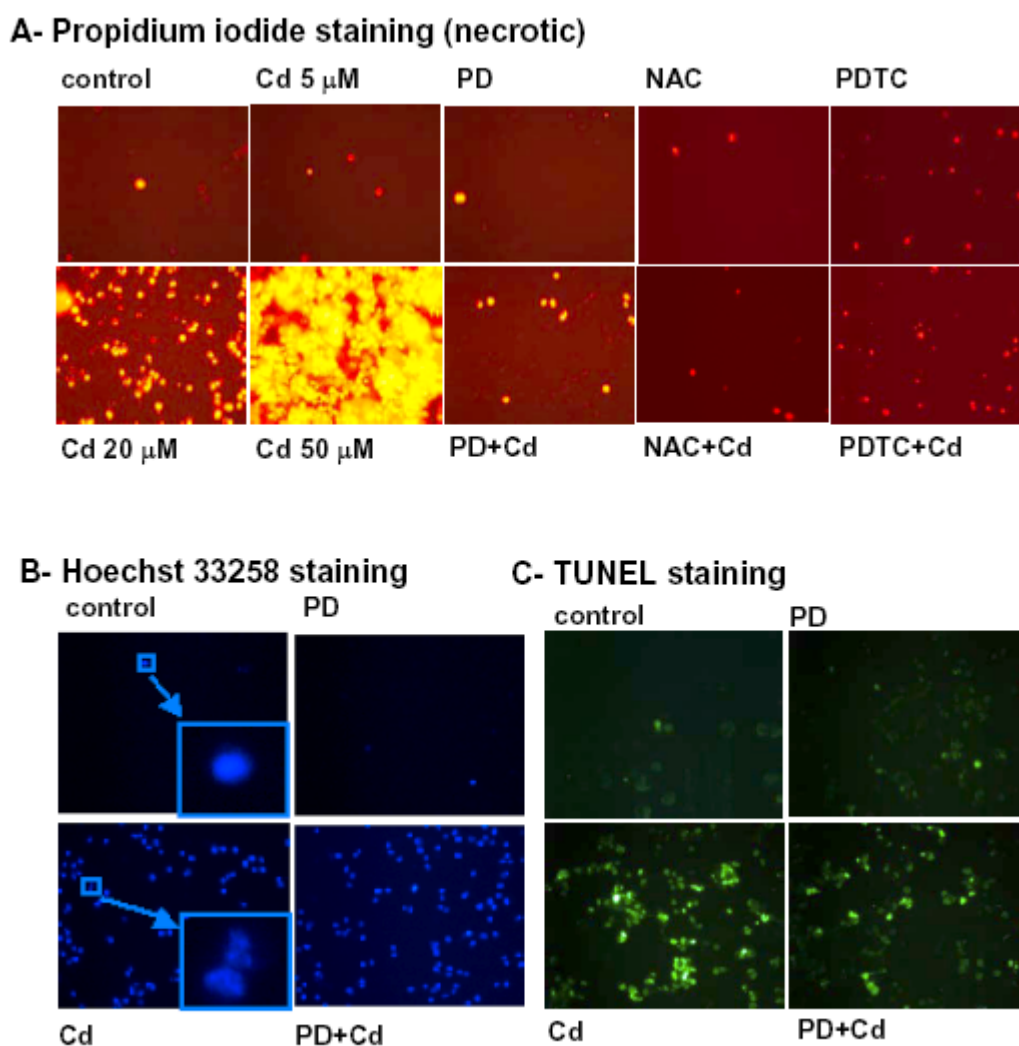 A- Propidium iodide staining (necrotic)
control Cd 5 μM PD NAC PDTC
Cd 20 μM Cd 50 μM PD+Cd NAC+Cd PDTC+Cd
B- Hoechst 33258 staining
control PD
Cd PD+Cd
C- TUNEL staining
control PD
Cd PD+Cd